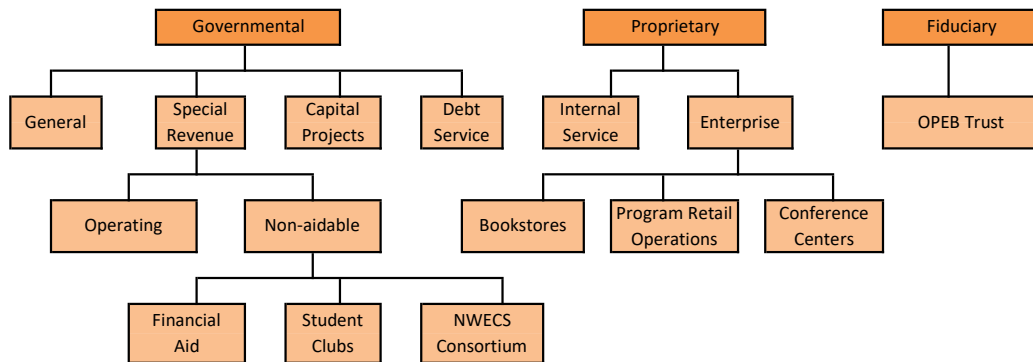 Governmental
Proprietary
Fiduciary
General
Special
Revenue
Capital
Projects
Debt
Service
Internal
Service
Enterprise
OPEB Trust
Operating
Non-aidable
Bookstores
Program Retail
Operations
Conference
Centers
Financial
Aid
Student
Clubs
NWECS
Consortium